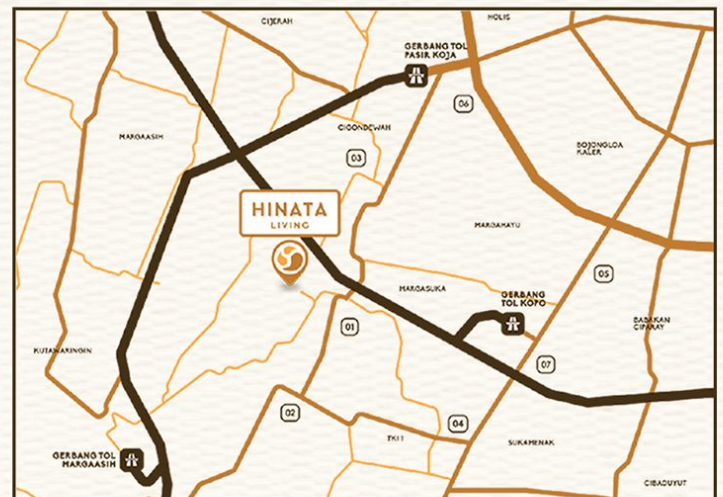 CIJERAH
HOLIS
GERBANG TOL
PASIR KOJA
06
MARGAASIH
CIGONDEWAH
03
BOJONGLOA
KALER
HINATA
LIVING
MARGAHAYU
05
MARGASUKA
GERBANG
TOL KOPO
01
BABAKAN
CIPARAY
KUTAWARINGIN
07
02
04
TKI 1
SUKAMENAK
GERBANG TOL
MARGAASIH
CIBADUYUT